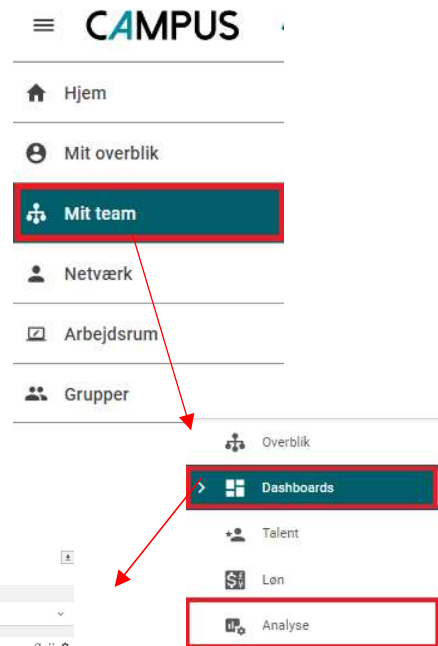 CAMPUS
Hjem
Mit overblik
Mit team
Netværk
Arbejdsrum
Grupper
Overblik
Dashboards
Talent
Løn
Analyse